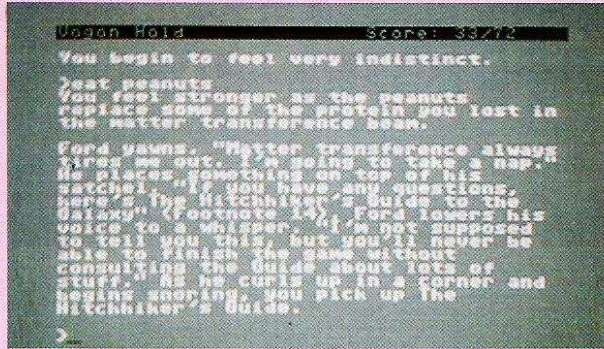 Vogon Hold Score: 33/72
You begin to feel very indistinct.
>eat peanuts
You feel stronger as the peanuts
replace some of the protein you lost in
the matter transference beam.
Ford yawns. "Matter transference always
tires me out. I'm going to take a nap."
He places something on top of his
satchel. "If you have any questions,
here's The Hitchhiker's Guide to the
Galaxy" (Footnote 14). Ford lowers his
voice to a whisper. "I'm not supposed
to tell you this, but you'll never be
able to finish the game without
consulting the Guide about lots of
stuff." As he curls up in a corner and
begins snoring, you pick up The
Hitchhiker's Guide.
>